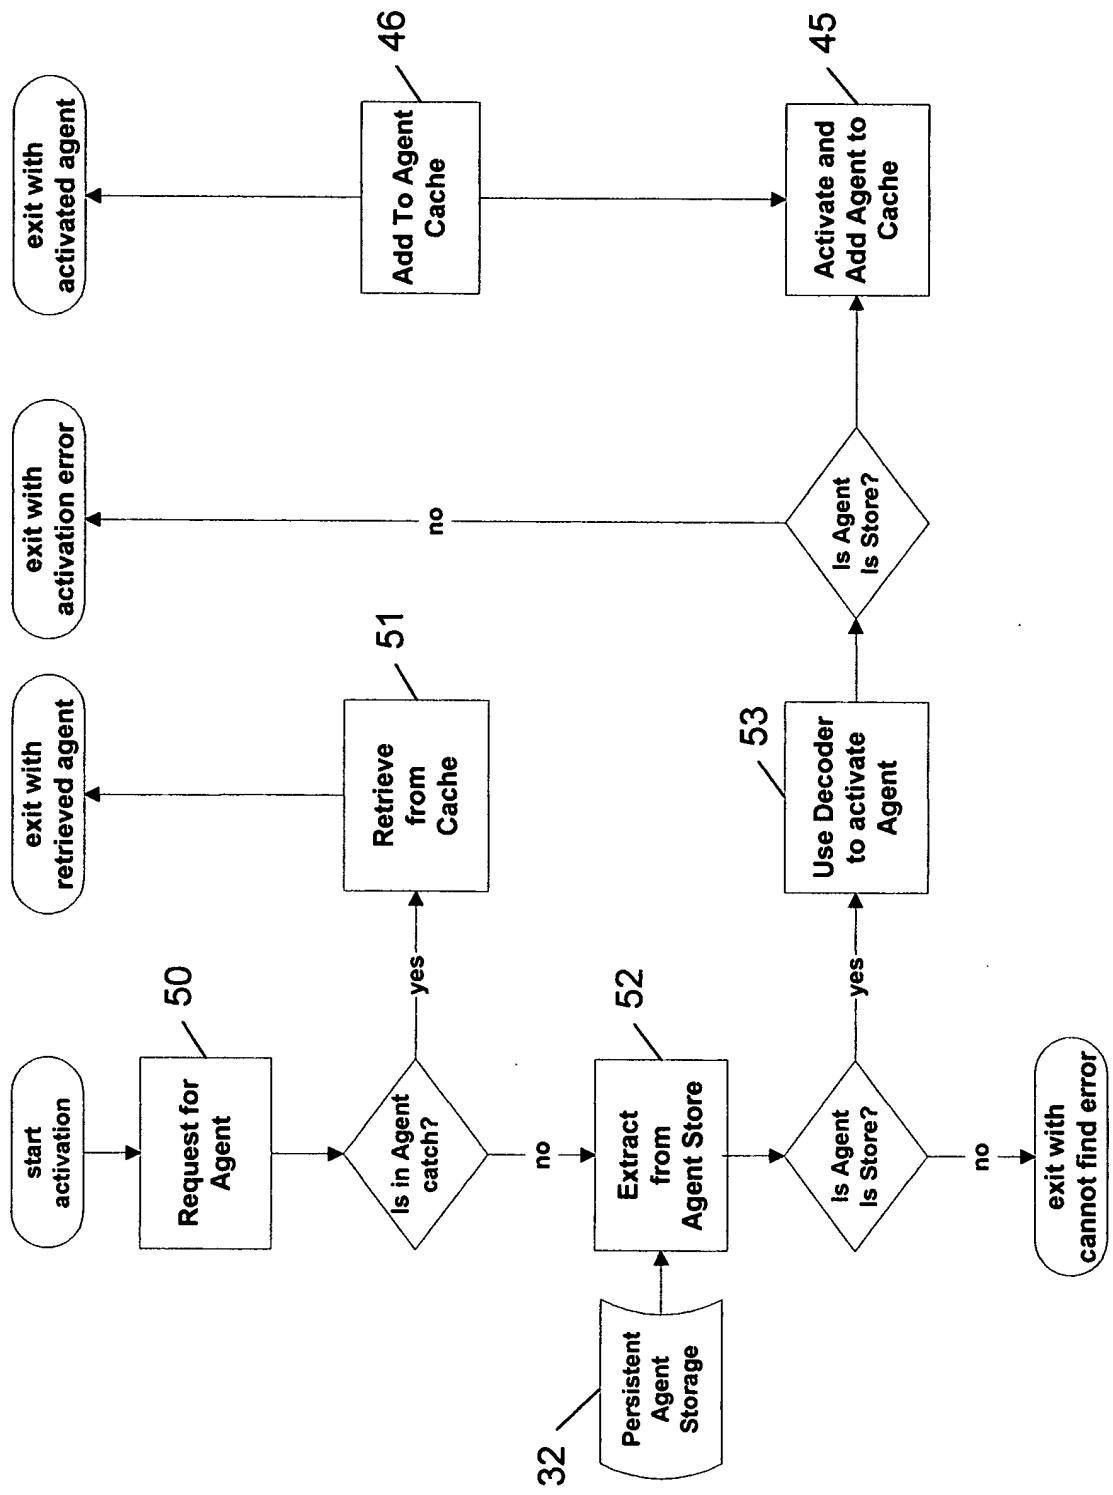 start
activation
50
Request for
Agent
Is in Agent
catch?
yes
51
Retrieve
from
Cache
exit with
retrieved agent
no
52
Extract
from
Agent Store
32
Persistent
Agent
Storage
Is Agent
Is Store?
no
exit with
cannot find error
yes
53
Use Decoder
to activate
Agent
Is Agent
Is Store?
no
exit with
activation error
45
Activate and
Add Agent to
Cache
46
Add To Agent
Cache
exit with
activated agent